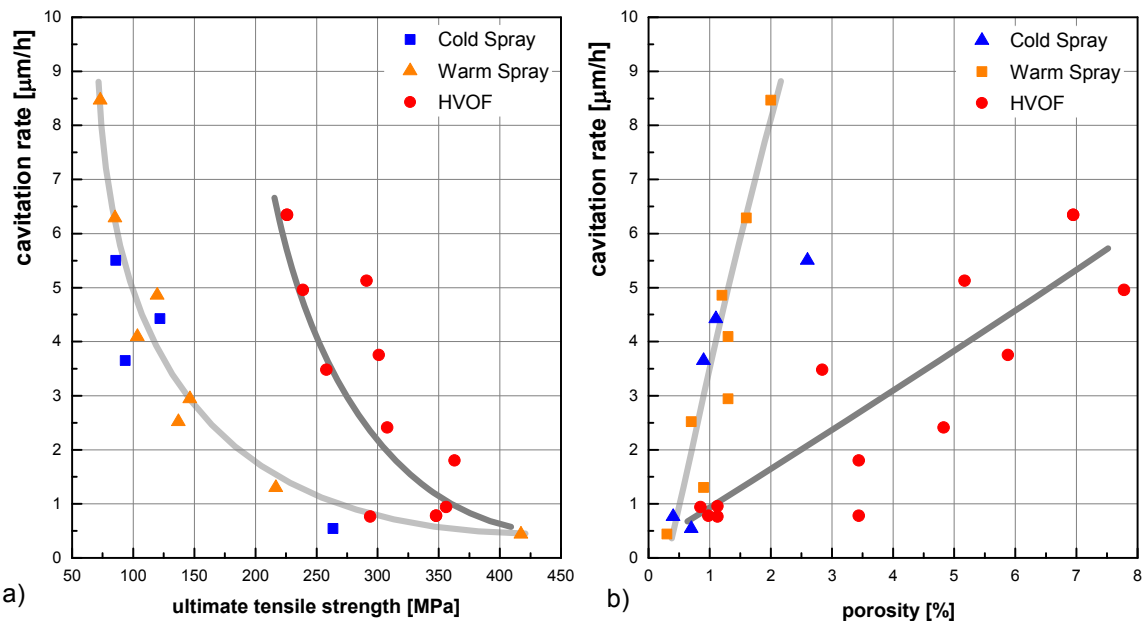 10
9
8
7
6
5
4
3
2
1
0
cavitation rate [µm/h]
Cold Spray
Warm Spray
HVOF
50 100 150 200 250 300 350 400 450
ultimate tensile strength [MPa]
a)
10
9
8
7
6
5
4
3
2
1
0
cavitation rate [µm/h]
Cold Spray
Warm Spray
HVOF
0 1 2 3 4 5 6 7 8
porosity [%]
b)